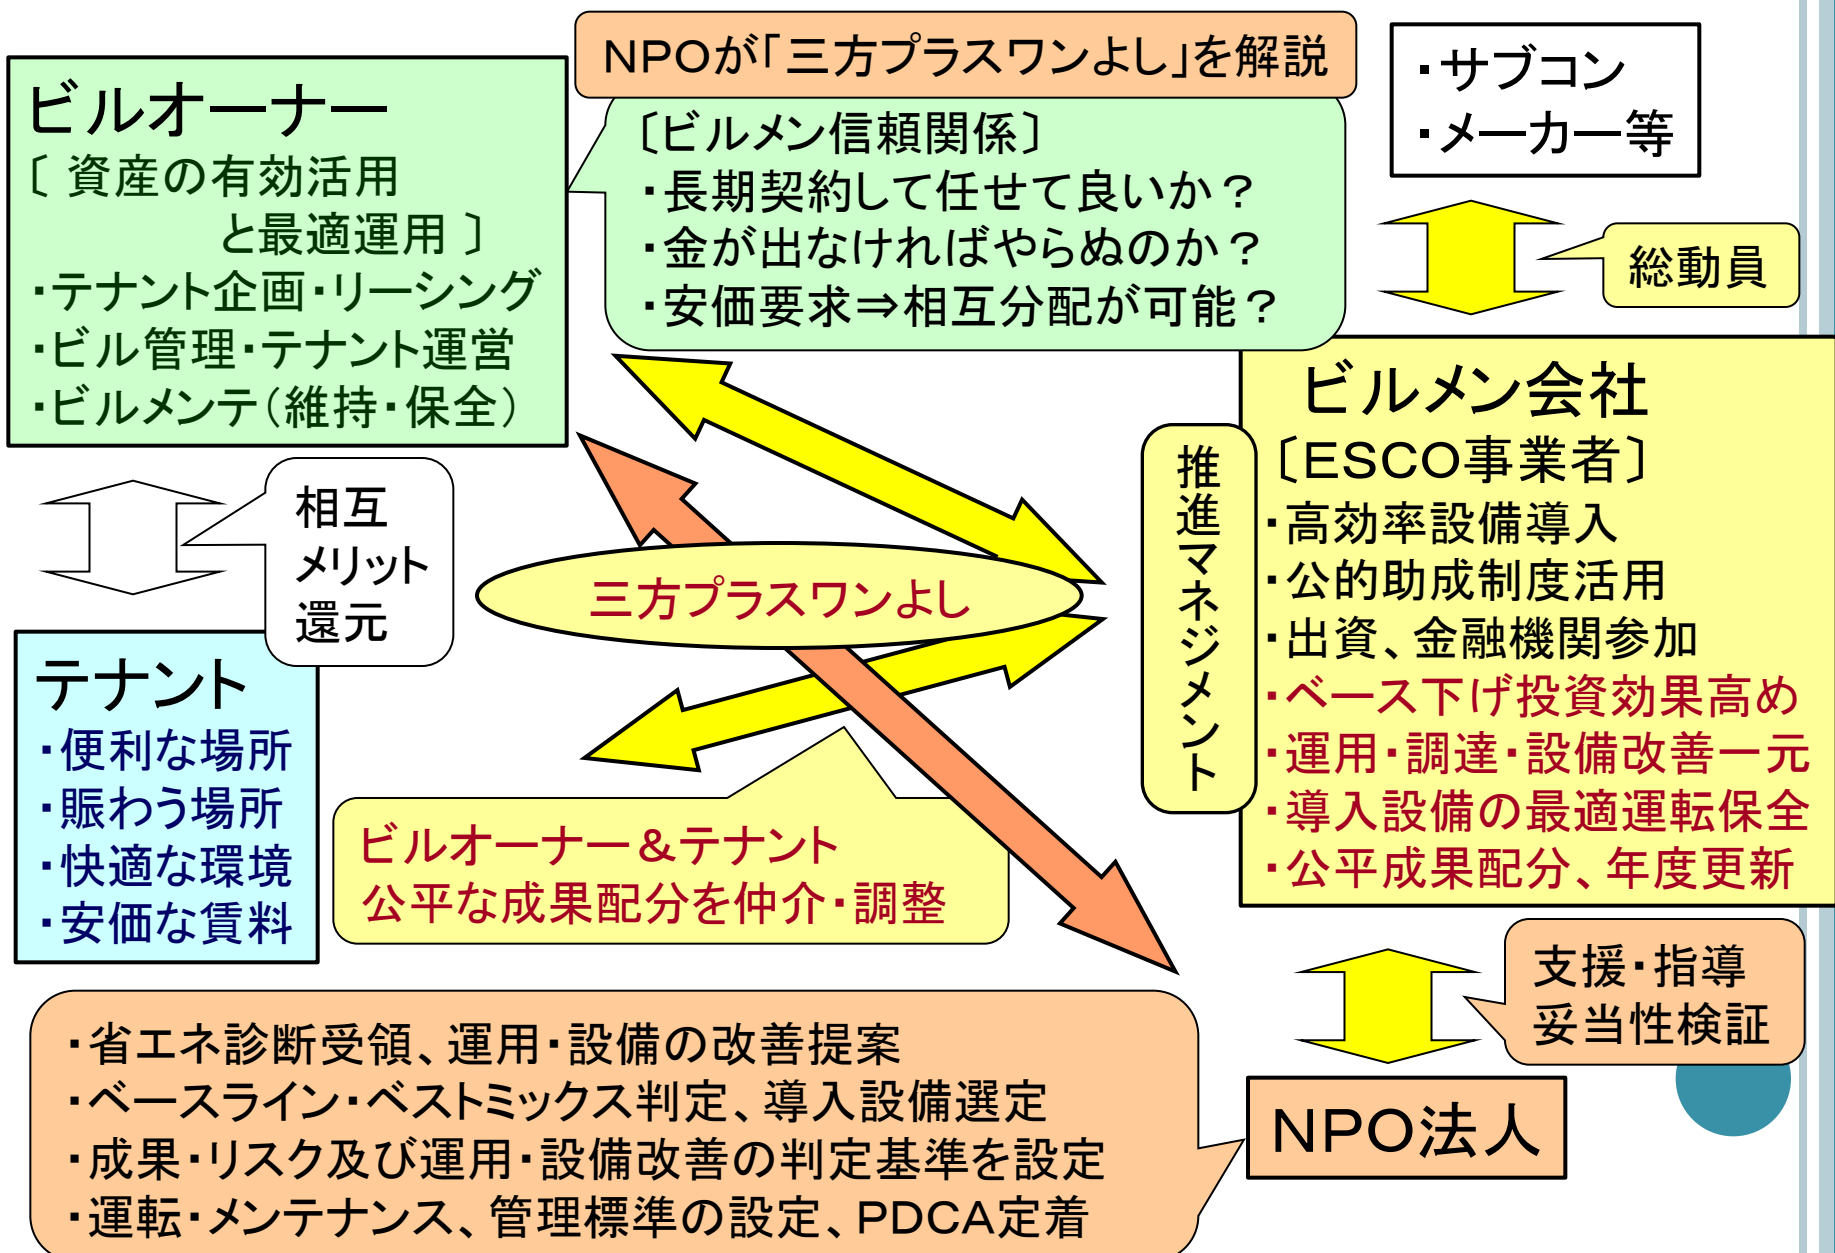 NPOが「三方プラスワンよし」を解説
ビルオーナー
〔 資産の有効活用
と最適運用 〕
・テナント企画・リーシング
・ビル管理・テナント運営
・ビルメンテ（維持・保全）
〔ビルメン信頼関係〕
・長期契約して任せて良いか？
・金が出なければやらぬのか？
・安価要求⇒相互分配が可能？
・サブコン
・メーカー等
総動員
相互
メリット
還元
三方プラスワンよし
推進マネジメント
ビルメン会社
〔ESCO事業者〕
・高効率設備導入
・公的助成制度活用
・出資、金融機関参加
・ベース下げ投資効果高め
・運用・調達・設備改善一元
・導入設備の最適運転保全
・公平成果配分、年度更新
テナント
・便利な場所
・賑わう場所
・快適な環境
・安価な賃料
ビルオーナー＆テナント
公平な成果配分を仲介・調整
支援・指導
妥当性検証
・省エネ診断受領、運用・設備の改善提案
・ベースライン・ベストミックス判定、導入設備選定
・成果・リスク及び運用・設備改善の判定基準を設定
・運転・メンテナンス、管理標準の設定、PDCA定着
NPO法人